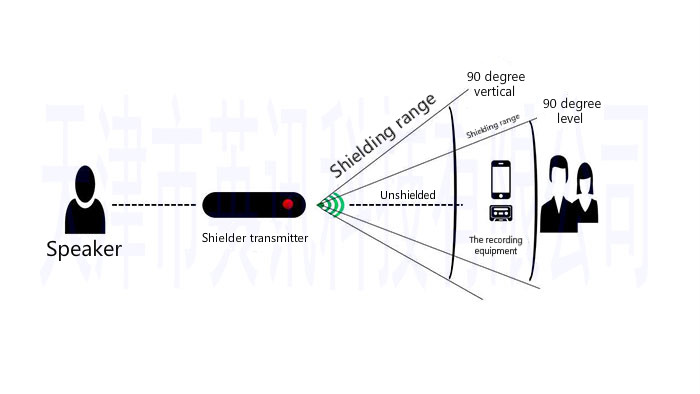 90 degree
vertical
90 degree
level
Shielding range
Shielding range
Unshielded
Speaker
Shielder transmitter
The recording
equipment
天津市英讯科技有限公司